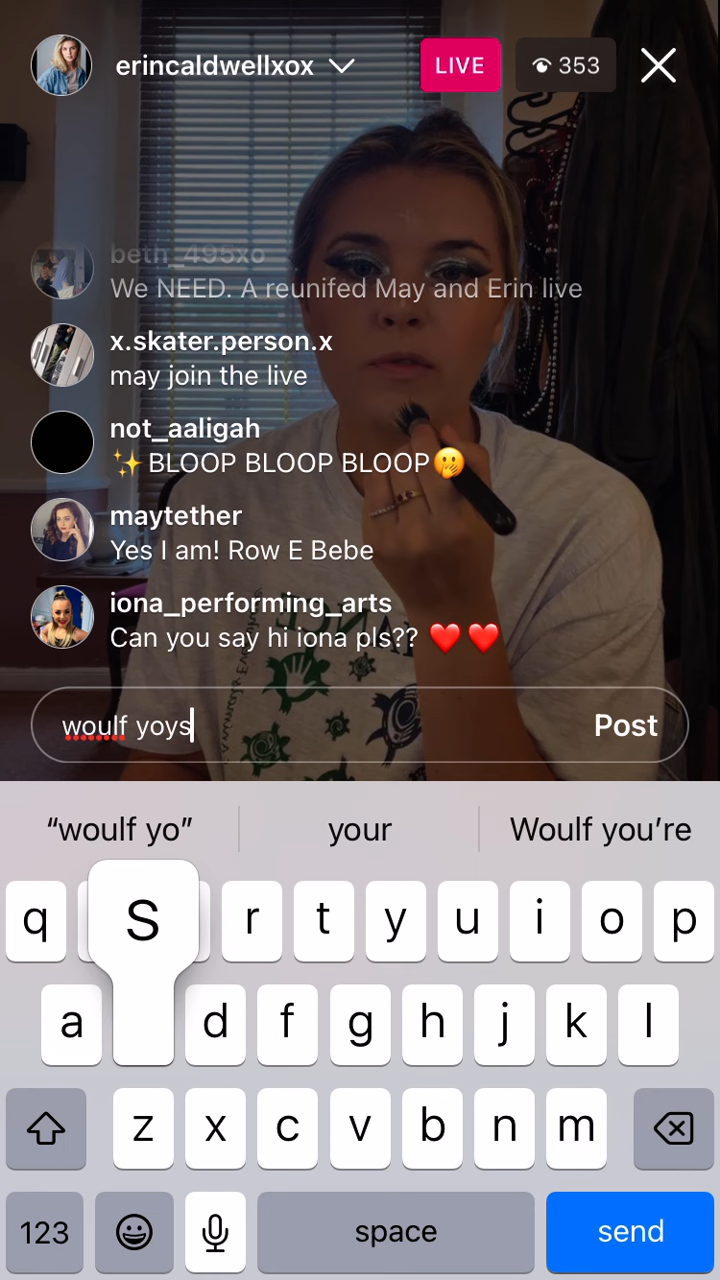 erincaldwellxox
LIVE
353
beth_495xo
We NEED. A reunifed May and Erin live
x.skater.person.x
may join the live
not_aaligah
✨BLOOP BLOOP BLOOP🤭
maytether
Yes I am! Row E Bebe
iona_performing_arts
Can you say hi iona pls?? ❤️❤️
woulf yoys
Post
“woulf yo” your Woulf you’re
q S r t y u i o p
a d f g h j k l
z x c v b n m
123 space send